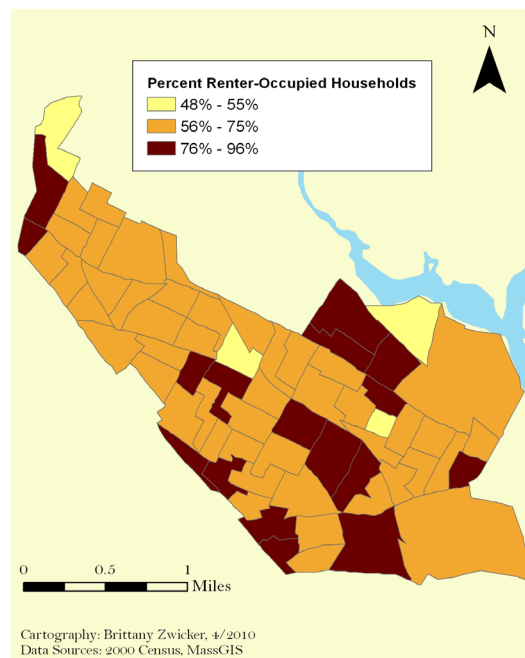 N
Percent Renter-Occupied Households
48% - 55%
56% - 75%
76% - 96%
0 0.5 1
Miles
Cartography: Brittany Zwicker, 4/2010
Data Sources: 2000 Census, MassGIS